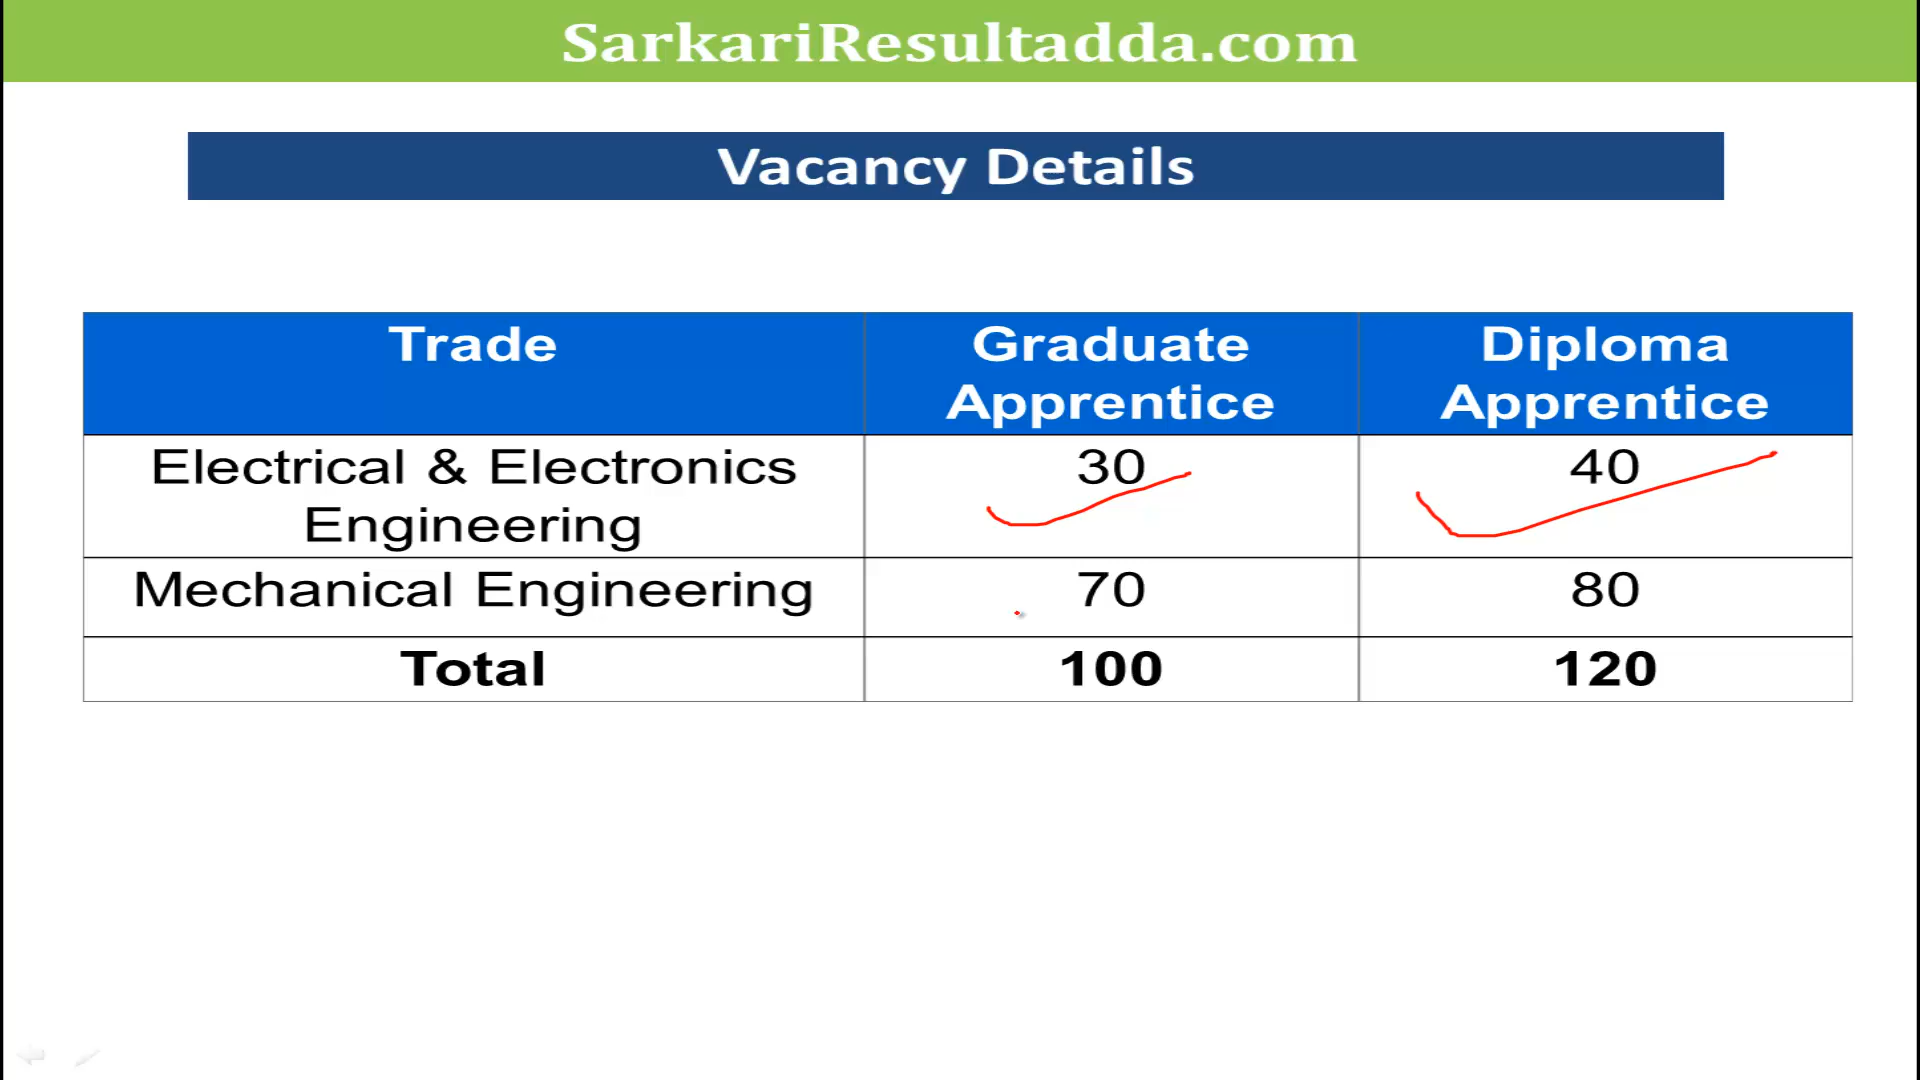 SarkariResultadda.com
Vacancy Details
Trade Graduate Apprentice Diploma Apprentice
Electrical & Electronics Engineering 30 40
Mechanical Engineering 70 80
Total 100 120